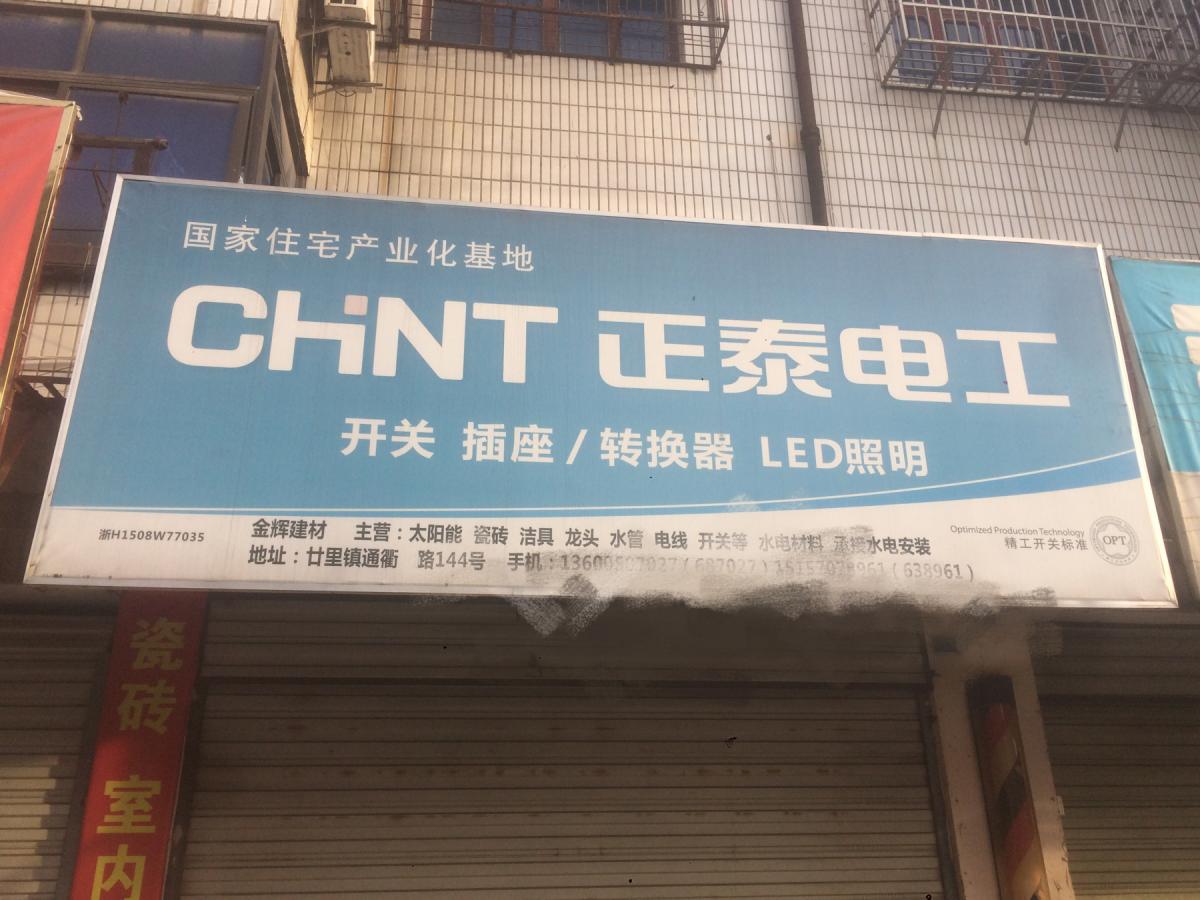 国家住宅产业化基地
CHNT 正泰电工
开关 插座/转换器 LED照明
浙H1508W77035
金辉建材 主营：太阳能 瓷砖 洁具 龙头 水管 电线 开关等 水电材料 承接水电安装
地址：廿里镇通衢 路144号 手机：
Optimized Production Technology
精工开关标准
OPT
瓷砖 室内